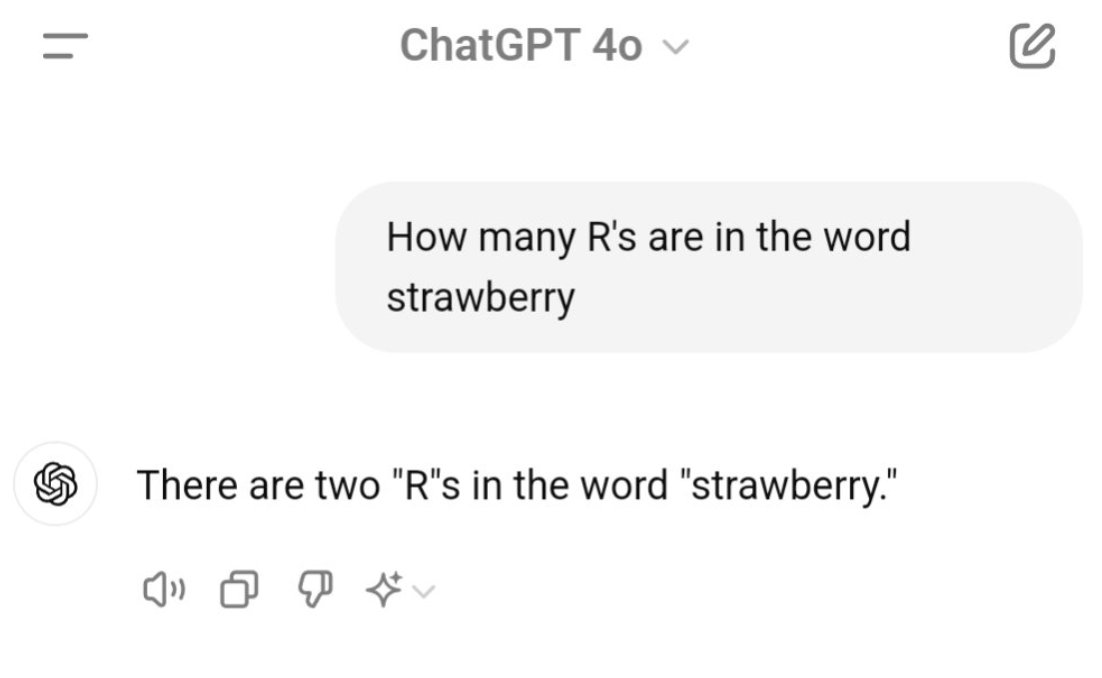 ChatGPT 4o
How many R's are in the word
strawberry
There are two "R"s in the word "strawberry."